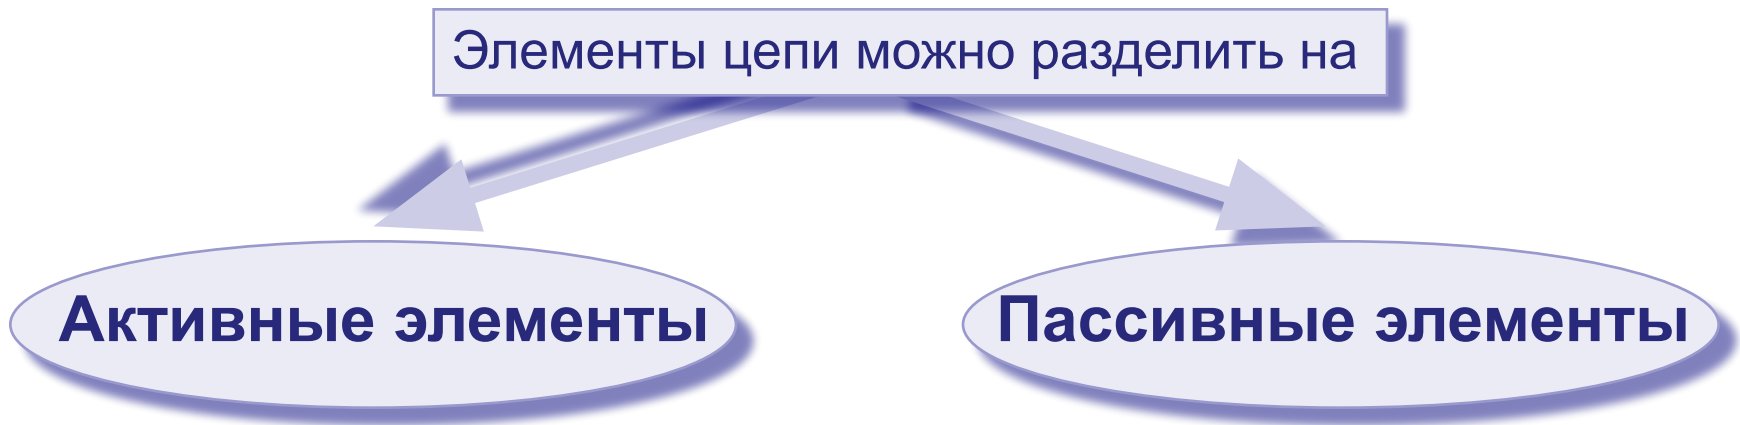 Элементы цепи можно разделить на
Активные элементы
Пассивные элементы